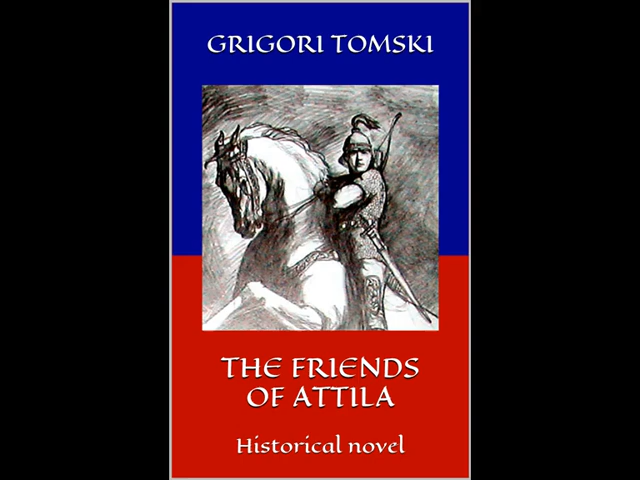 GRIGORI TOMSKI
THE FRIENDS
OF ATTILA
Historical novel